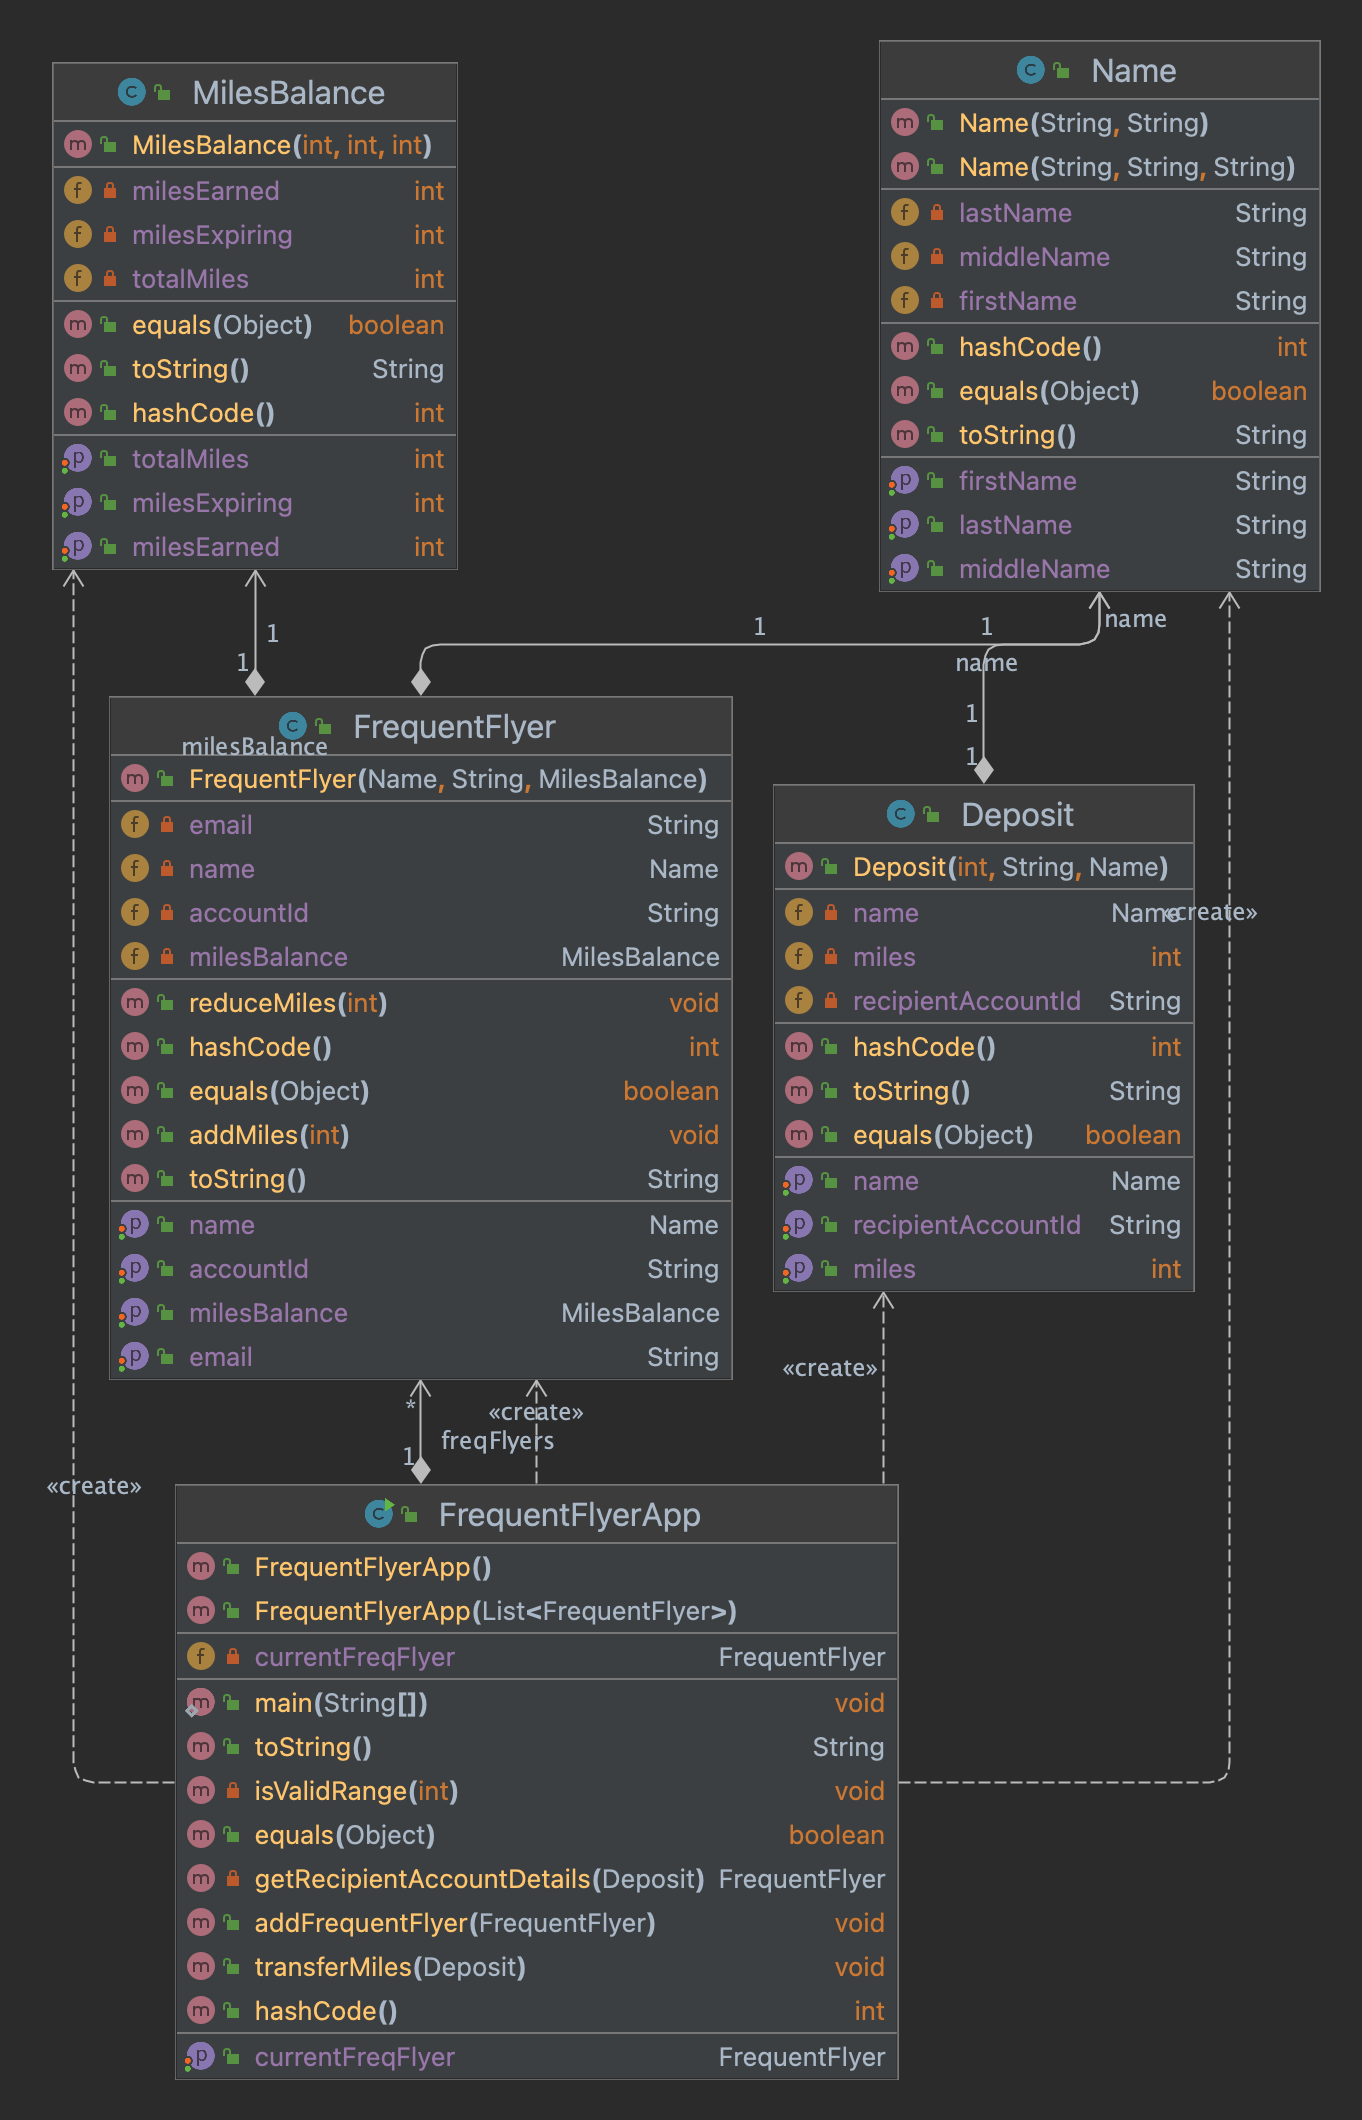 MilesBalance
MilesBalance(int, int, int)
milesEarned int
milesExpiring int
totalMiles int
equals(Object) boolean
toString() String
hashCode() int
totalMiles int
milesExpiring int
milesEarned int
Name
Name(String, String)
Name(String, String, String)
lastName String
middleName String
firstName String
hashCode() int
equals(Object) boolean
toString() String
firstName String
lastName String
middleName String
1
1
1
1
name
name
1
1
FrequentFlyer
milesBalance
FrequentFlyer(Name, String, MilesBalance)
email String
name Name
accountId String
milesBalance MilesBalance
reduceMiles(int) void
hashCode() int
equals(Object) boolean
addMiles(int) void
toString() String
name Name
accountId String
milesBalance MilesBalance
email String
Deposit
Deposit(int, String, Name)
name Name
«create»
miles int
recipientAccountId String
hashCode() int
toString() String
equals(Object) boolean
name Name
recipientAccountId String
miles int
«create»
*
«create»
freqFlyers
1
«create»
FrequentFlyerApp
FrequentFlyerApp()
FrequentFlyerApp(List<FrequentFlyer>)
currentFreqFlyer FrequentFlyer
main(String[]) void
toString() String
isValidRange(int) void
equals(Object) boolean
getRecipientAccountDetails(Deposit) FrequentFlyer
addFrequentFlyer(FrequentFlyer) void
transferMiles(Deposit) void
hashCode() int
currentFreqFlyer FrequentFlyer